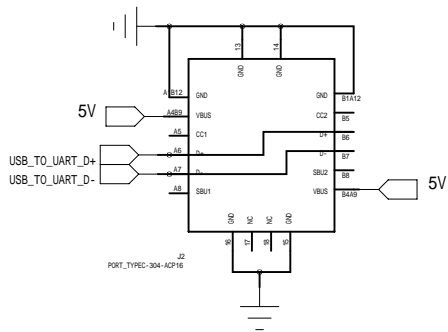 13
14
GND
GND
A1B12
GND
GND
B1A12
5V
A4B9
VBUS
CC2
B5
A5
CC1
D+
B6
USB_TO_UART_D+
A6
D+
D-
B7
USB_TO_UART_D-
A7
D-
SBU2
B8
A8
SBU1
VBUS
B4A9
5V
GND
NC
NC
GND
16
17
18
15
J2
PORT_TYPEC-304-ACP16